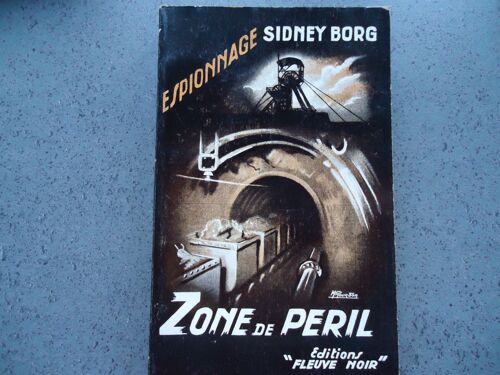 ESPIONNAGE
SIDNEY BORG
ZONE DE PERIL
Editions
"FLEUVE NOIR"